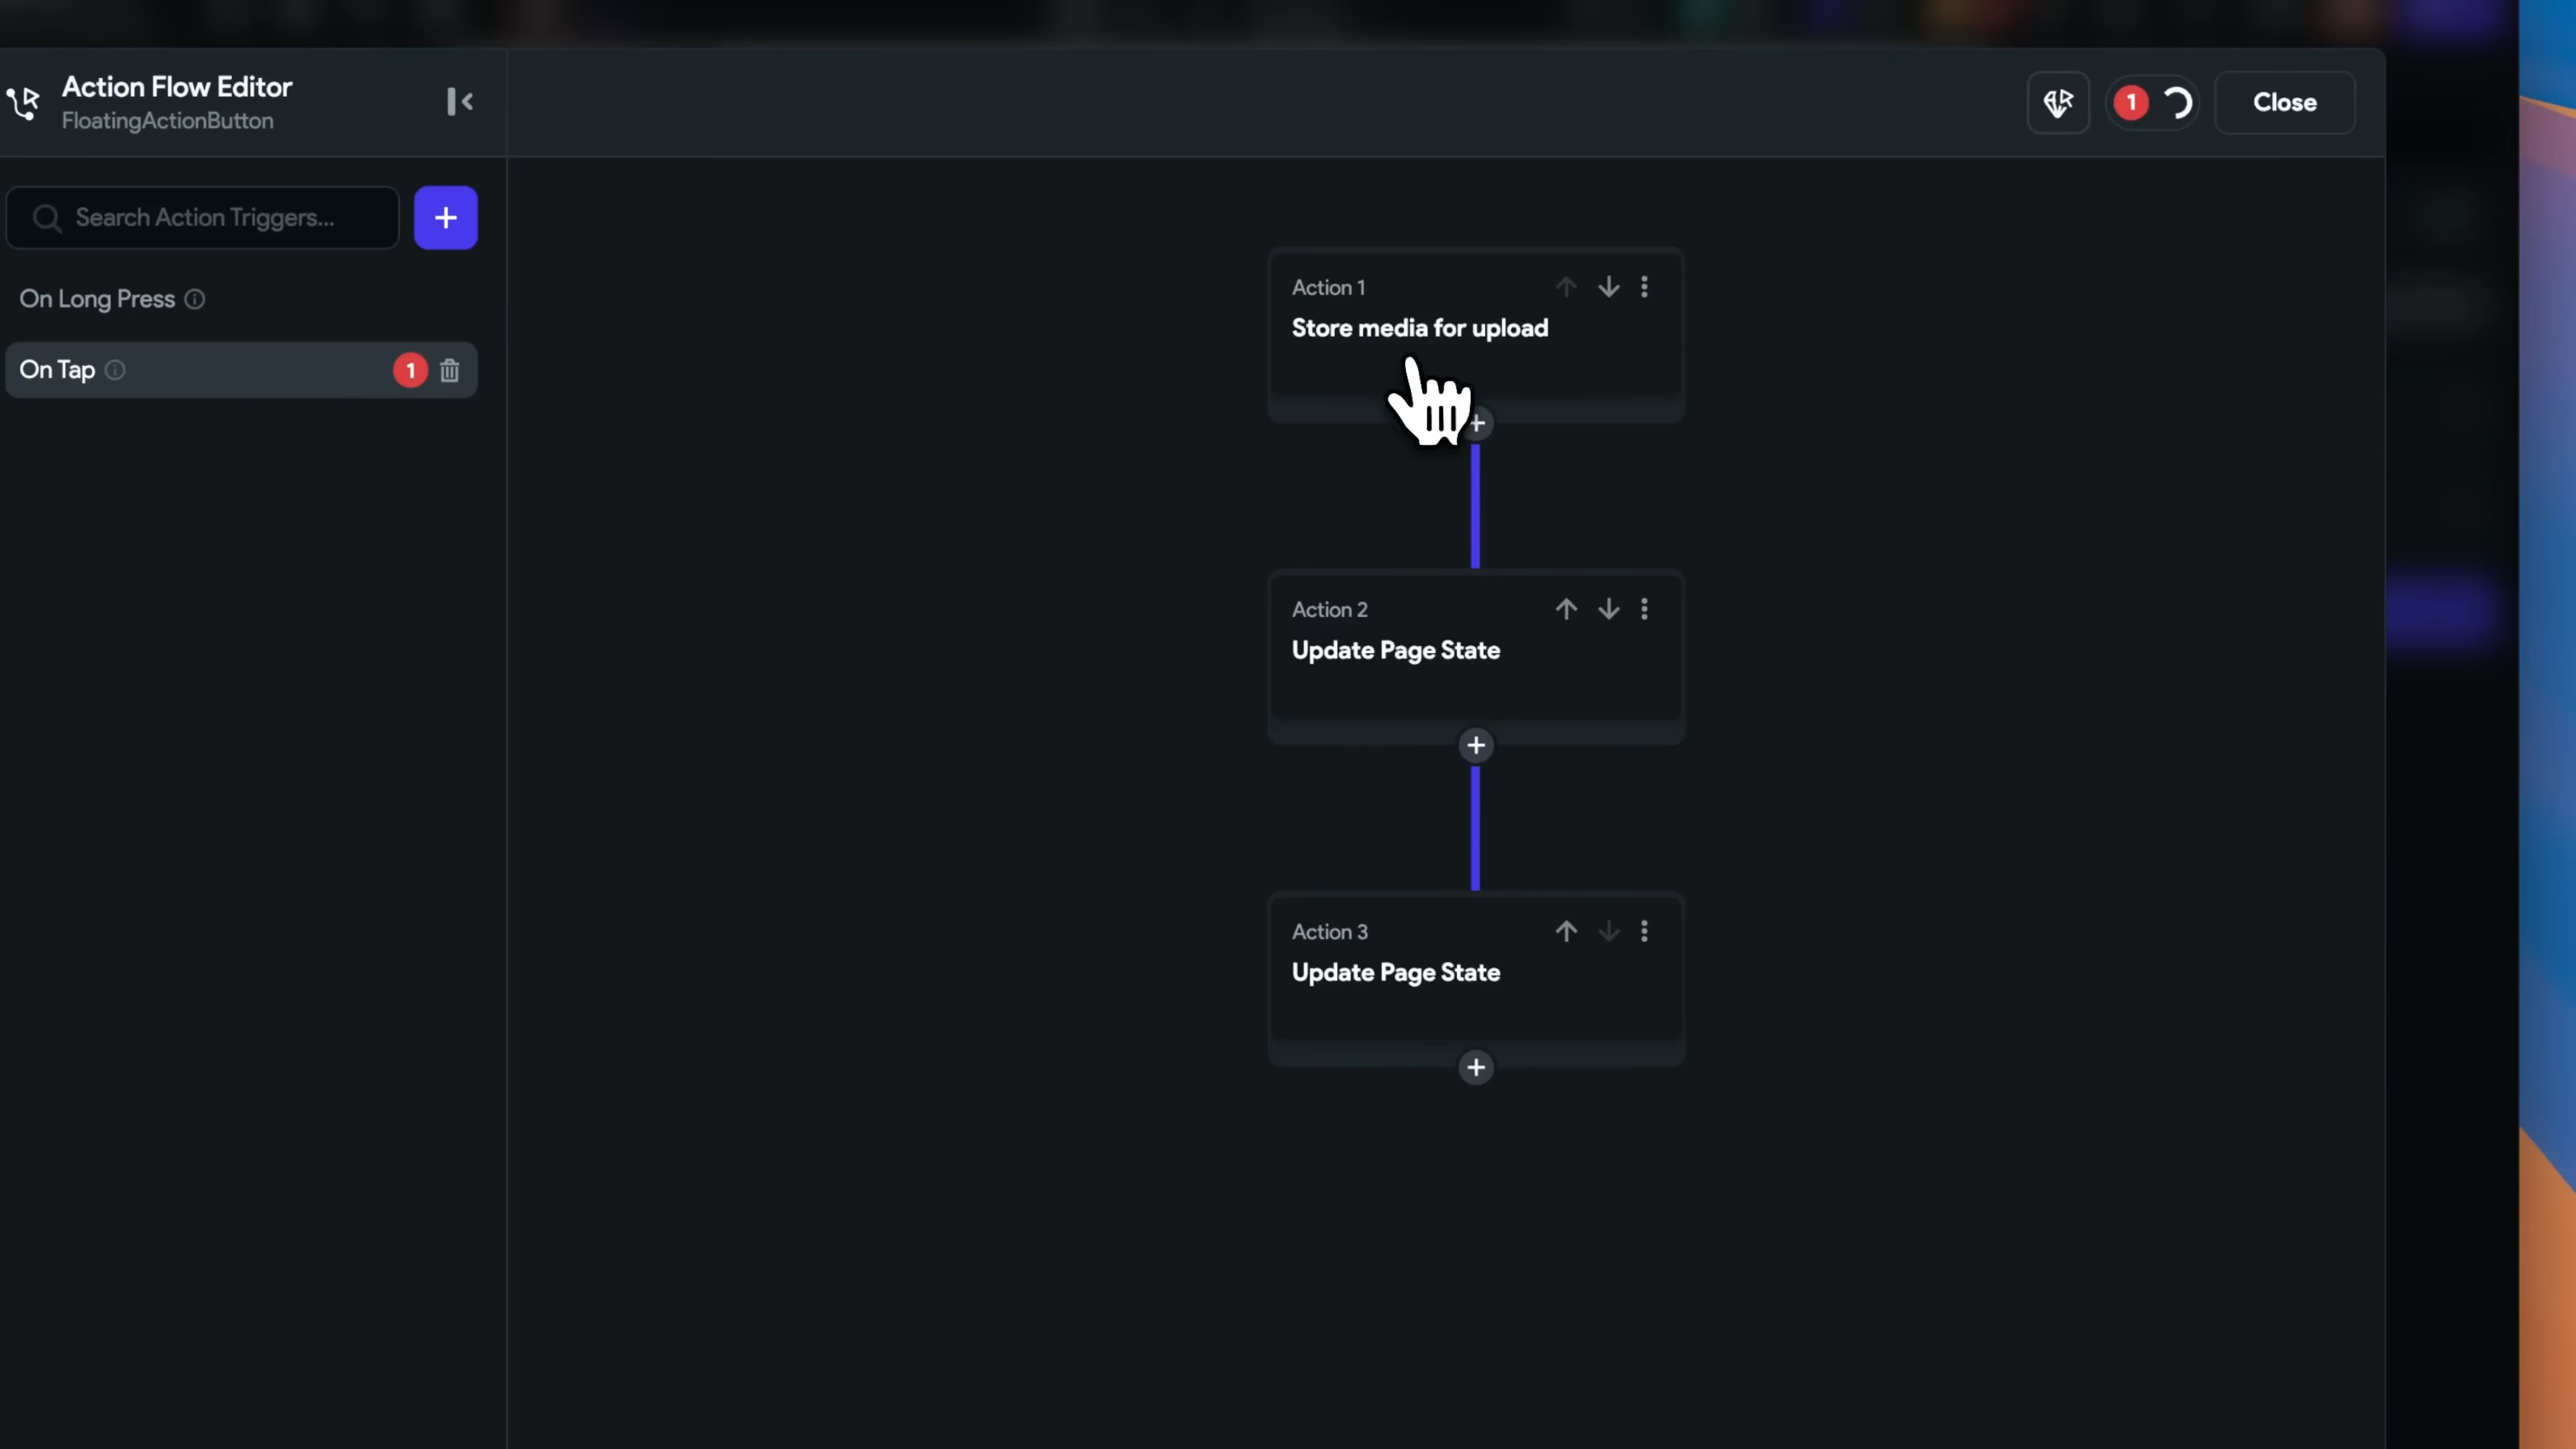 Action Flow Editor
FloatingActionButton
1
Close
Search Action Triggers...
On Long Press
On Tap
1
Action 1
Store media for upload
Action 2
Update Page State
Action 3
Update Page State